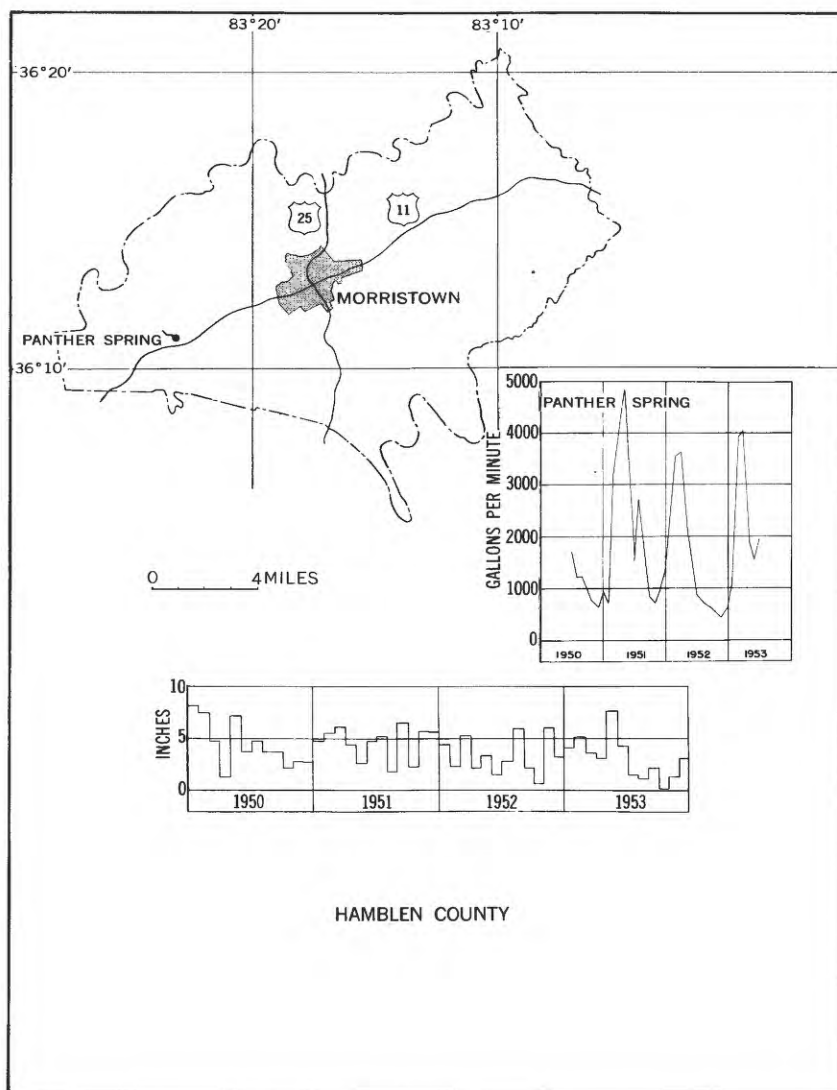 83°20′ 83°10′
36°20′
25
11
MORRISTOWN
PANTHER SPRING
36°10′
0 4 MILES
PANTHER SPRING
GALLONS PER MINUTE
5000
4000
3000
2000
1000
0
1950 1951 1952 1953
INCHES
10
5
0
1950 1951 1952 1953
HAMBLEN COUNTY